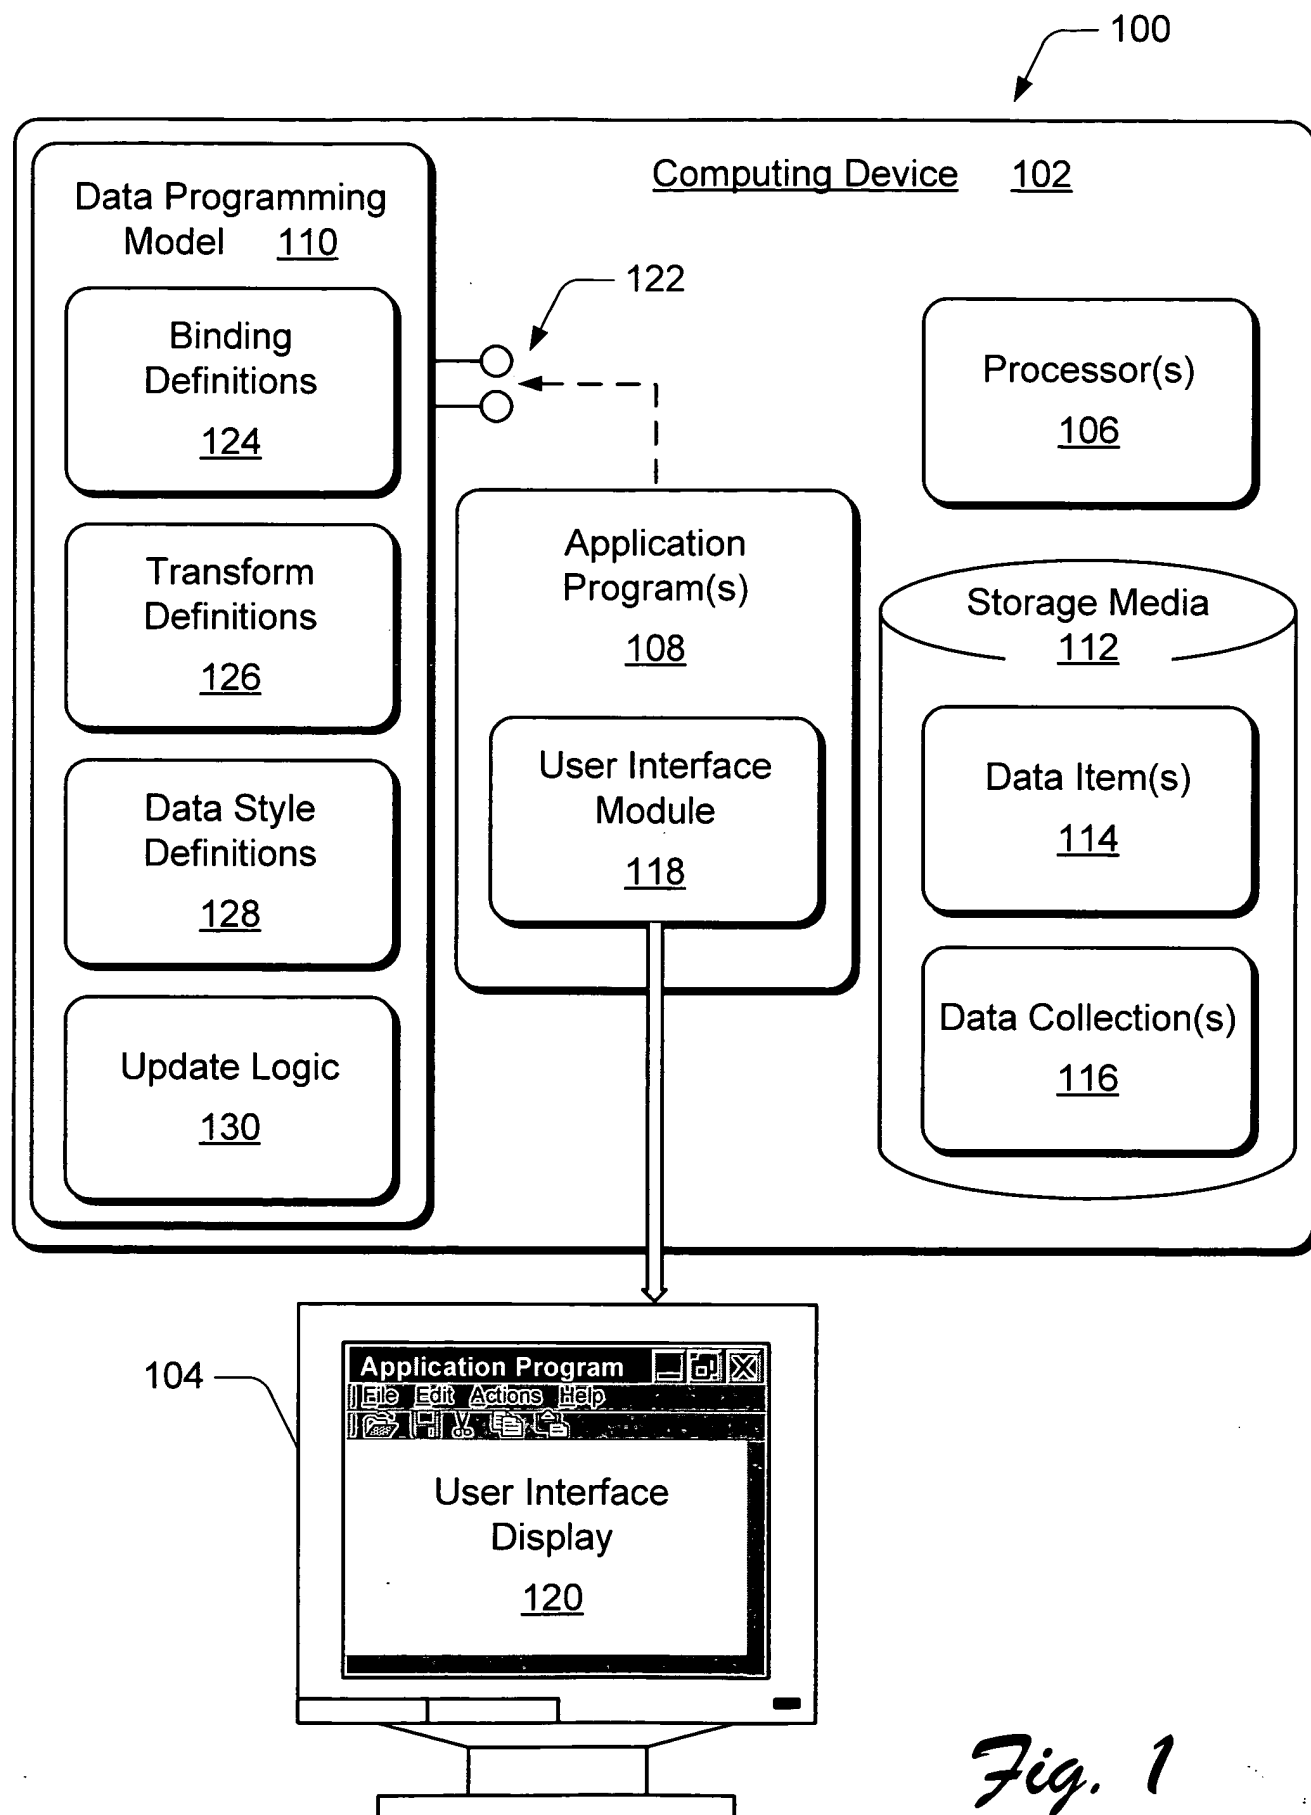 100
Computing Device 102
Data Programming
Model 110
122
Binding
Definitions
124
Transform
Definitions
126
Data Style
Definitions
128
Update Logic
130
Application
Program(s)
108
User Interface
Module
118
Processor(s)
106
Storage Media
112
Data Item(s)
114
Data Collection(s)
116
104
Application Program
File Edit Actions Help
User Interface
Display
120
Fig. 1